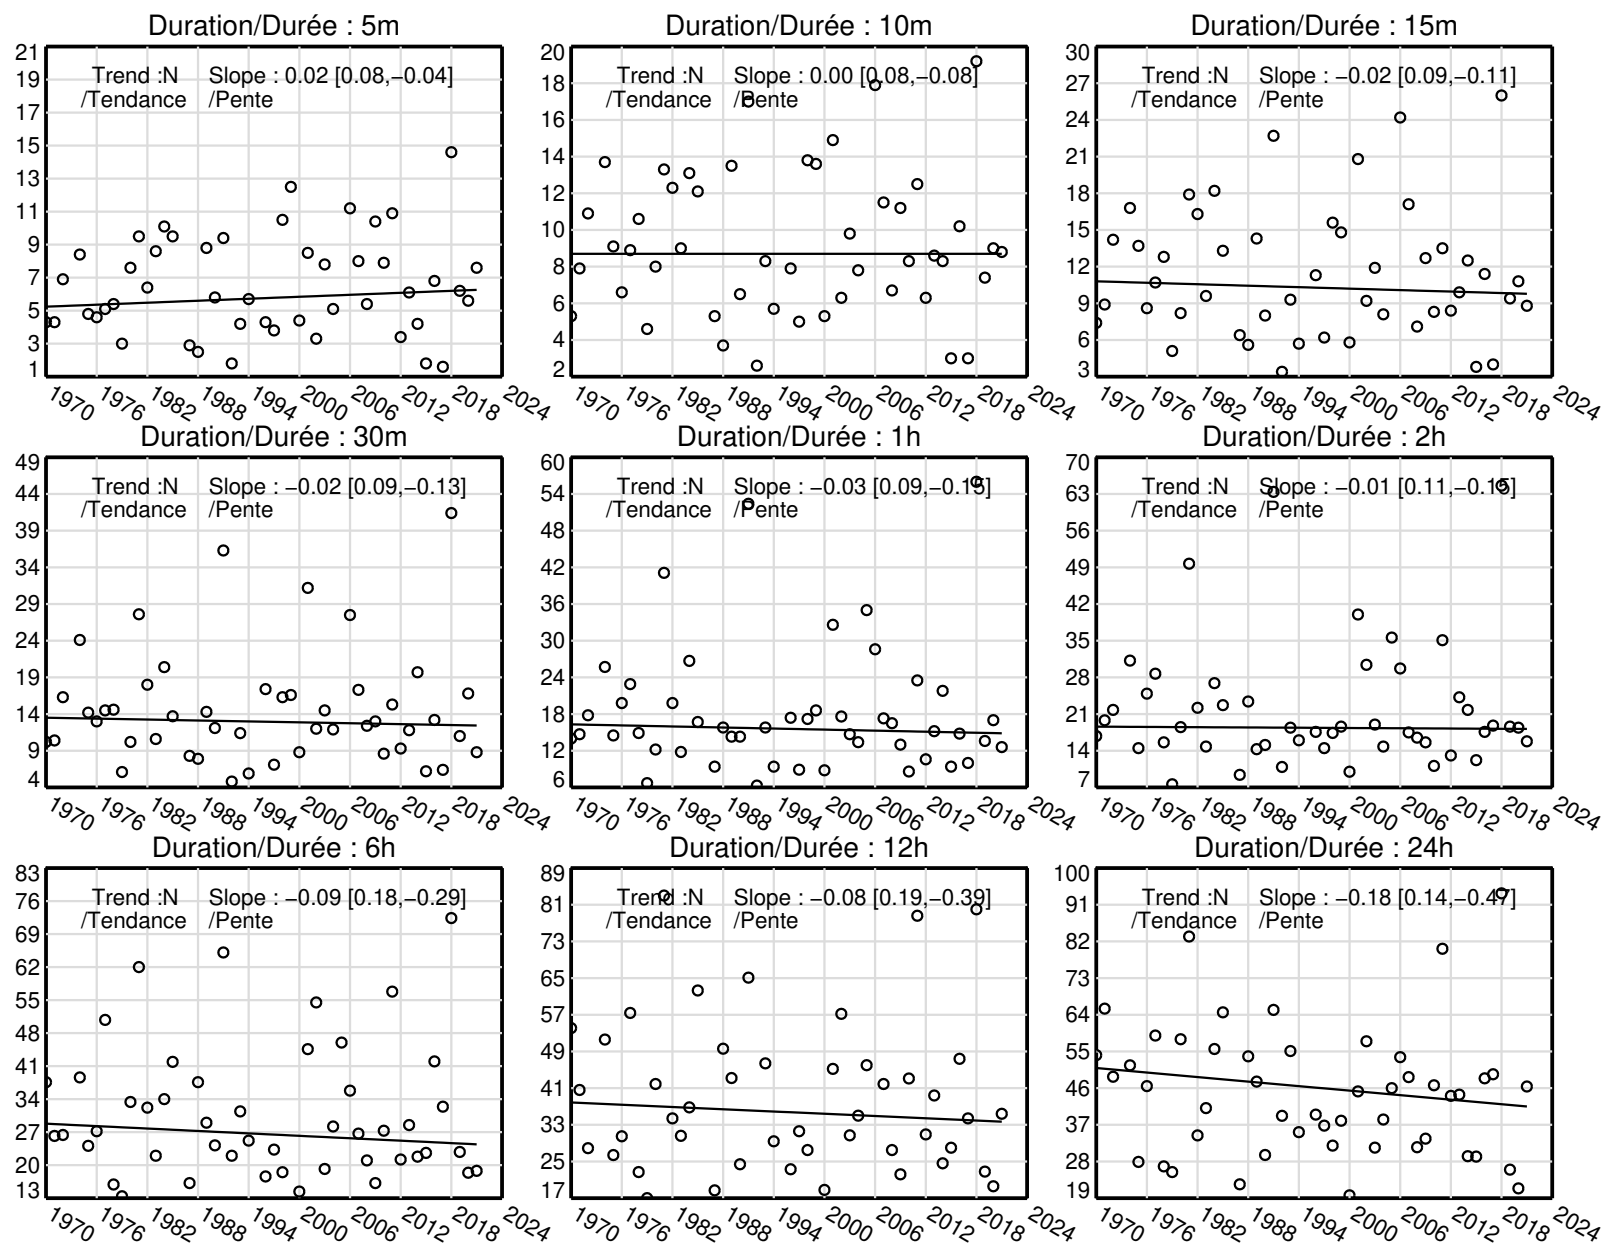 Duration/Durée : 5m
Trend :N Slope : 0.02 [0.08,−0.04]
/Tendance /Pente
21
19
17
15
13
11
9
7
5
3
1
1970 1976 1982 1988 1994 2000 2006 2012 2018 2024
Duration/Durée : 10m
Trend :N Slope : 0.00 [0.08,−0.08]
/Tendance /Pente
20
18
16
14
12
10
8
6
4
2
1970 1976 1982 1988 1994 2000 2006 2012 2018 2024
Duration/Durée : 15m
Trend :N Slope : −0.02 [0.09,−0.11]
/Tendance /Pente
30
27
24
21
18
15
12
9
6
3
1970 1976 1982 1988 1994 2000 2006 2012 2018 2024
Duration/Durée : 30m
Trend :N Slope : −0.02 [0.09,−0.13]
/Tendance /Pente
49
44
39
34
29
24
19
14
9
4
1970 1976 1982 1988 1994 2000 2006 2012 2018 2024
Duration/Durée : 1h
Trend :N Slope : −0.03 [0.09,−0.15]
/Tendance /Pente
60
54
48
42
36
30
24
18
12
6
1970 1976 1982 1988 1994 2000 2006 2012 2018 2024
Duration/Durée : 2h
Trend :N Slope : −0.01 [0.11,−0.15]
/Tendance /Pente
70
63
56
49
42
35
28
21
14
7
1970 1976 1982 1988 1994 2000 2006 2012 2018 2024
Duration/Durée : 6h
Trend :N Slope : −0.09 [0.18,−0.29]
/Tendance /Pente
83
76
69
62
55
48
41
34
27
20
13
1970 1976 1982 1988 1994 2000 2006 2012 2018 2024
Duration/Durée : 12h
Trend :N Slope : −0.08 [0.19,−0.39]
/Tendance /Pente
89
81
73
65
57
49
41
33
25
17
1970 1976 1982 1988 1994 2000 2006 2012 2018 2024
Duration/Durée : 24h
Trend :N Slope : −0.18 [0.14,−0.47]
/Tendance /Pente
100
91
82
73
64
55
46
37
28
19
1970 1976 1982 1988 1994 2000 2006 2012 2018 2024